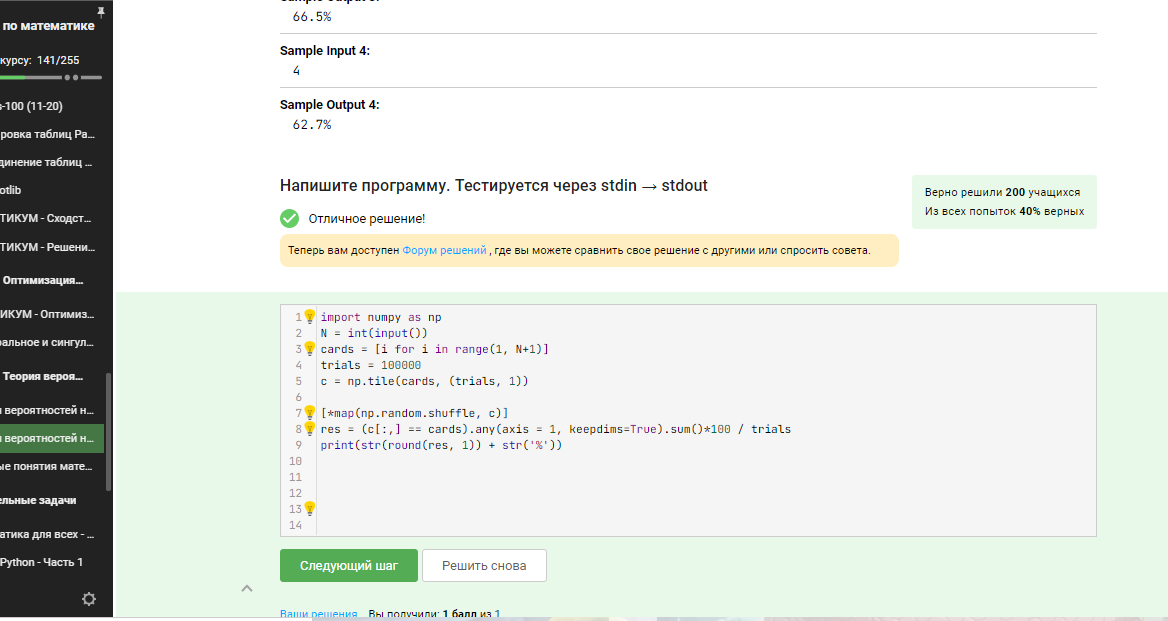 по математике
курсу: 141/255
s-100 (11-20)
ровка таблиц Pa...
динение таблиц ...
otlib
ТИКУМ - Сходст...
ТИКУМ - Решени...
Оптимизация...
ИКУМ - Оптимиз...
ральное и сингул...
Теория вероя...
и вероятностей н...
и вероятностей н...
ые понятия мате...
ельные задачи
атика для всех - ...
Python - Часть 1
66.5%
Sample Input 4:
4
Sample Output 4:
62.7%
Напишите программу. Тестируется через stdin → stdout
Верно решили 200 учащихся
Из всех попыток 40% верных
Отличное решение!
Теперь вам доступен Форум решений , где вы можете сравнить свое решение с другими или спросить совета.
1 import numpy as np
2 N = int(input())
3 cards = [i for i in range(1, N+1)]
4 trials = 100000
5 c = np.tile(cards, (trials, 1))
6
7 [*map(np.random.shuffle, c)]
8 res = (c[:,] == cards).any(axis = 1, keepdims=True).sum()*100 / trials
9 print(str(round(res, 1)) + str('%'))
10
11
12
13
14
Следующий шаг
Решить снова
Ваши решения Вы получили: 1 балл из 1